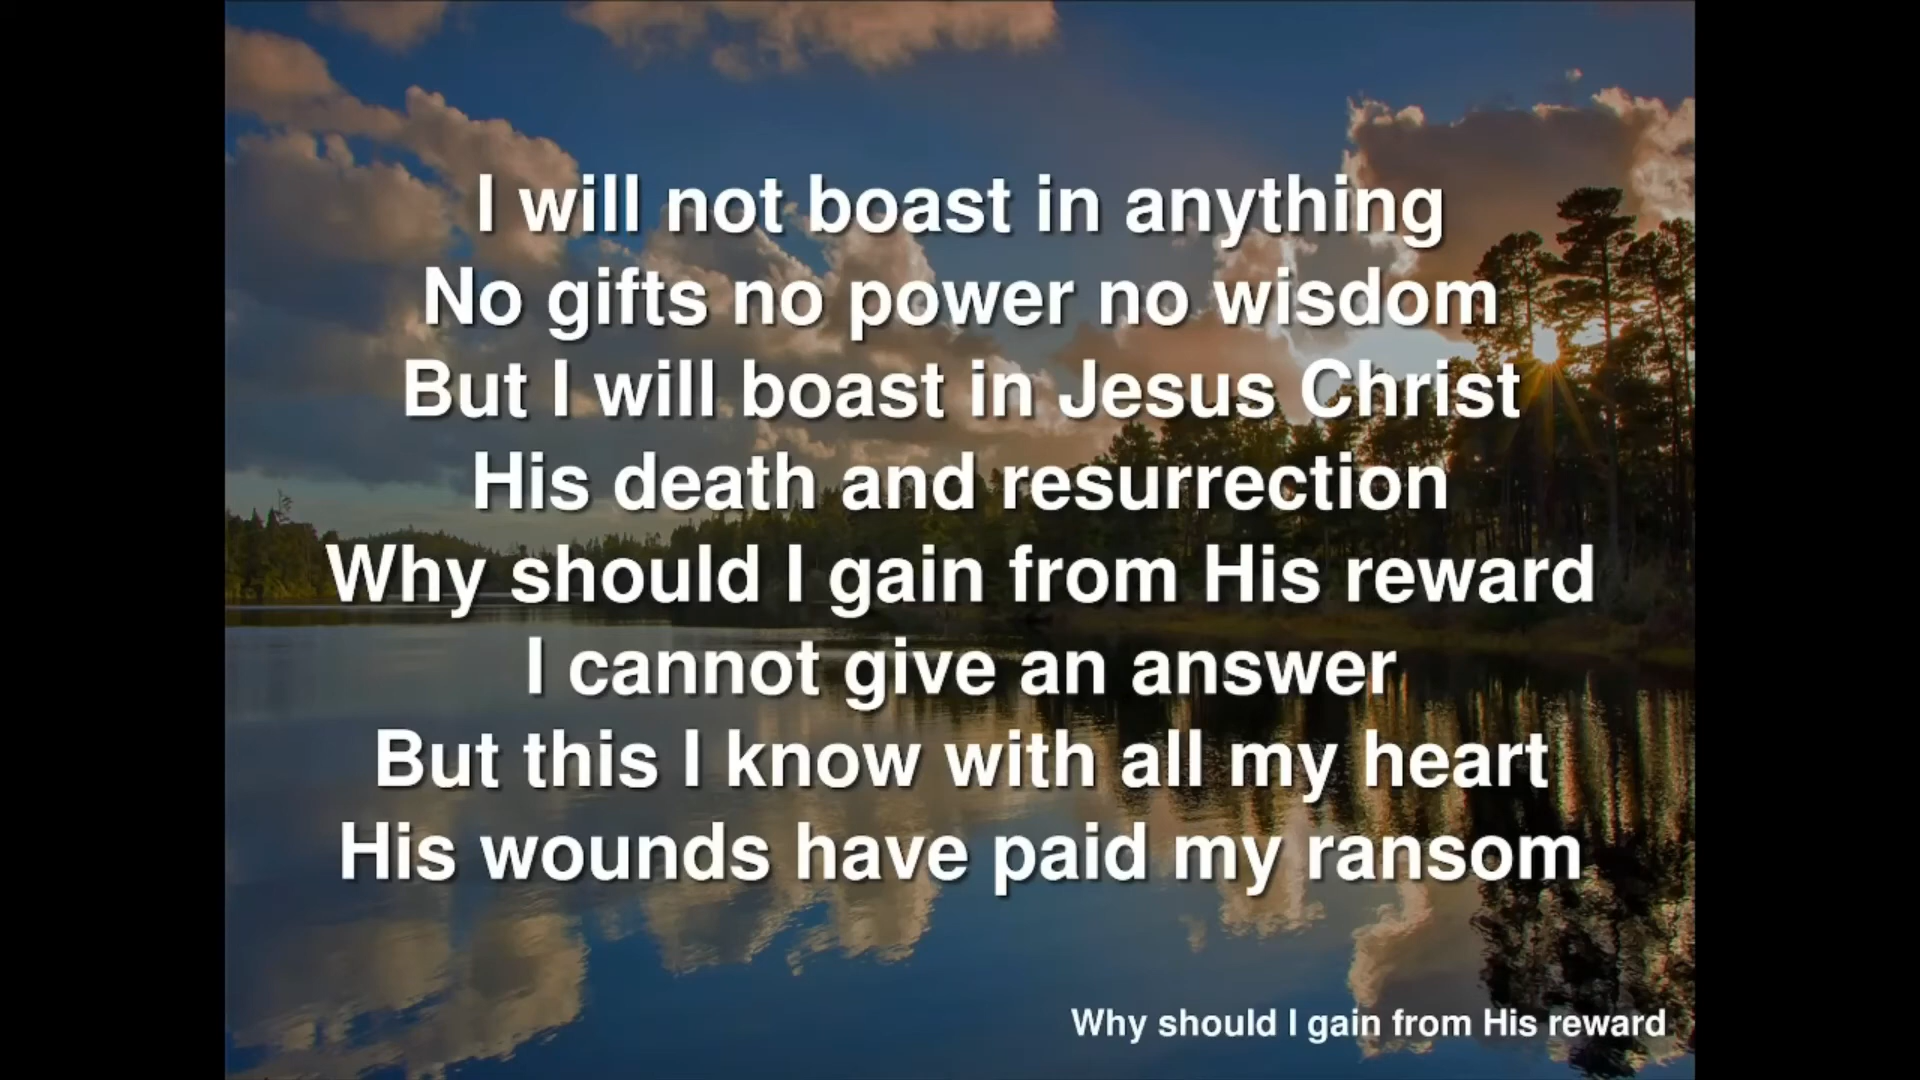 I will not boast in anything
No gifts no power no wisdom
But I will boast in Jesus Christ
His death and resurrection
Why should I gain from His reward
I cannot give an answer
But this I know with all my heart
His wounds have paid my ransom
Why should I gain from His reward